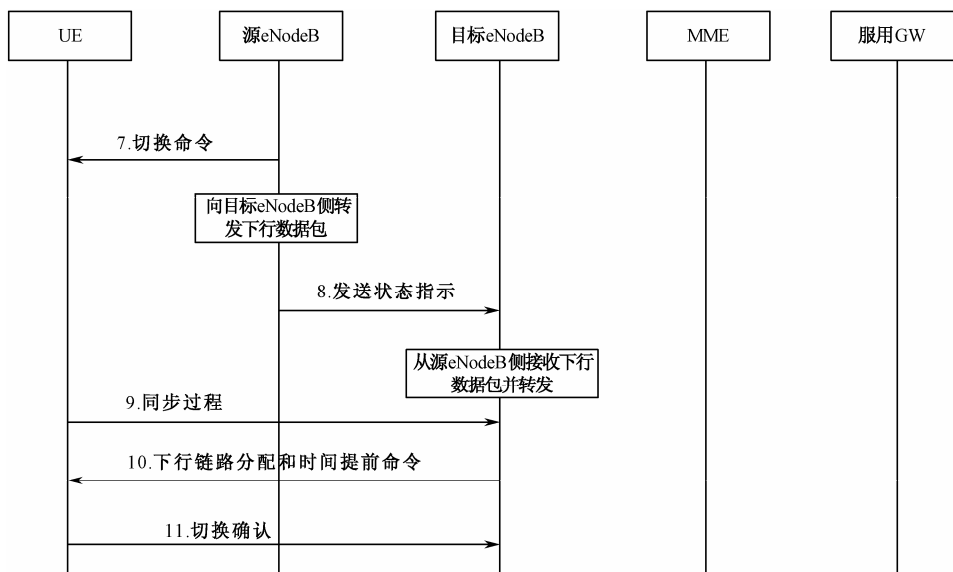 UE
源eNodeB
目标eNodeB
MME
服用GW
7.切换命令
向目标eNodeB侧转
发下行数据包
8.发送状态指示
从源eNodeB侧接收下行
数据包并转发
9.同步过程
10.下行链路分配和时间提前命令
11.切换确认